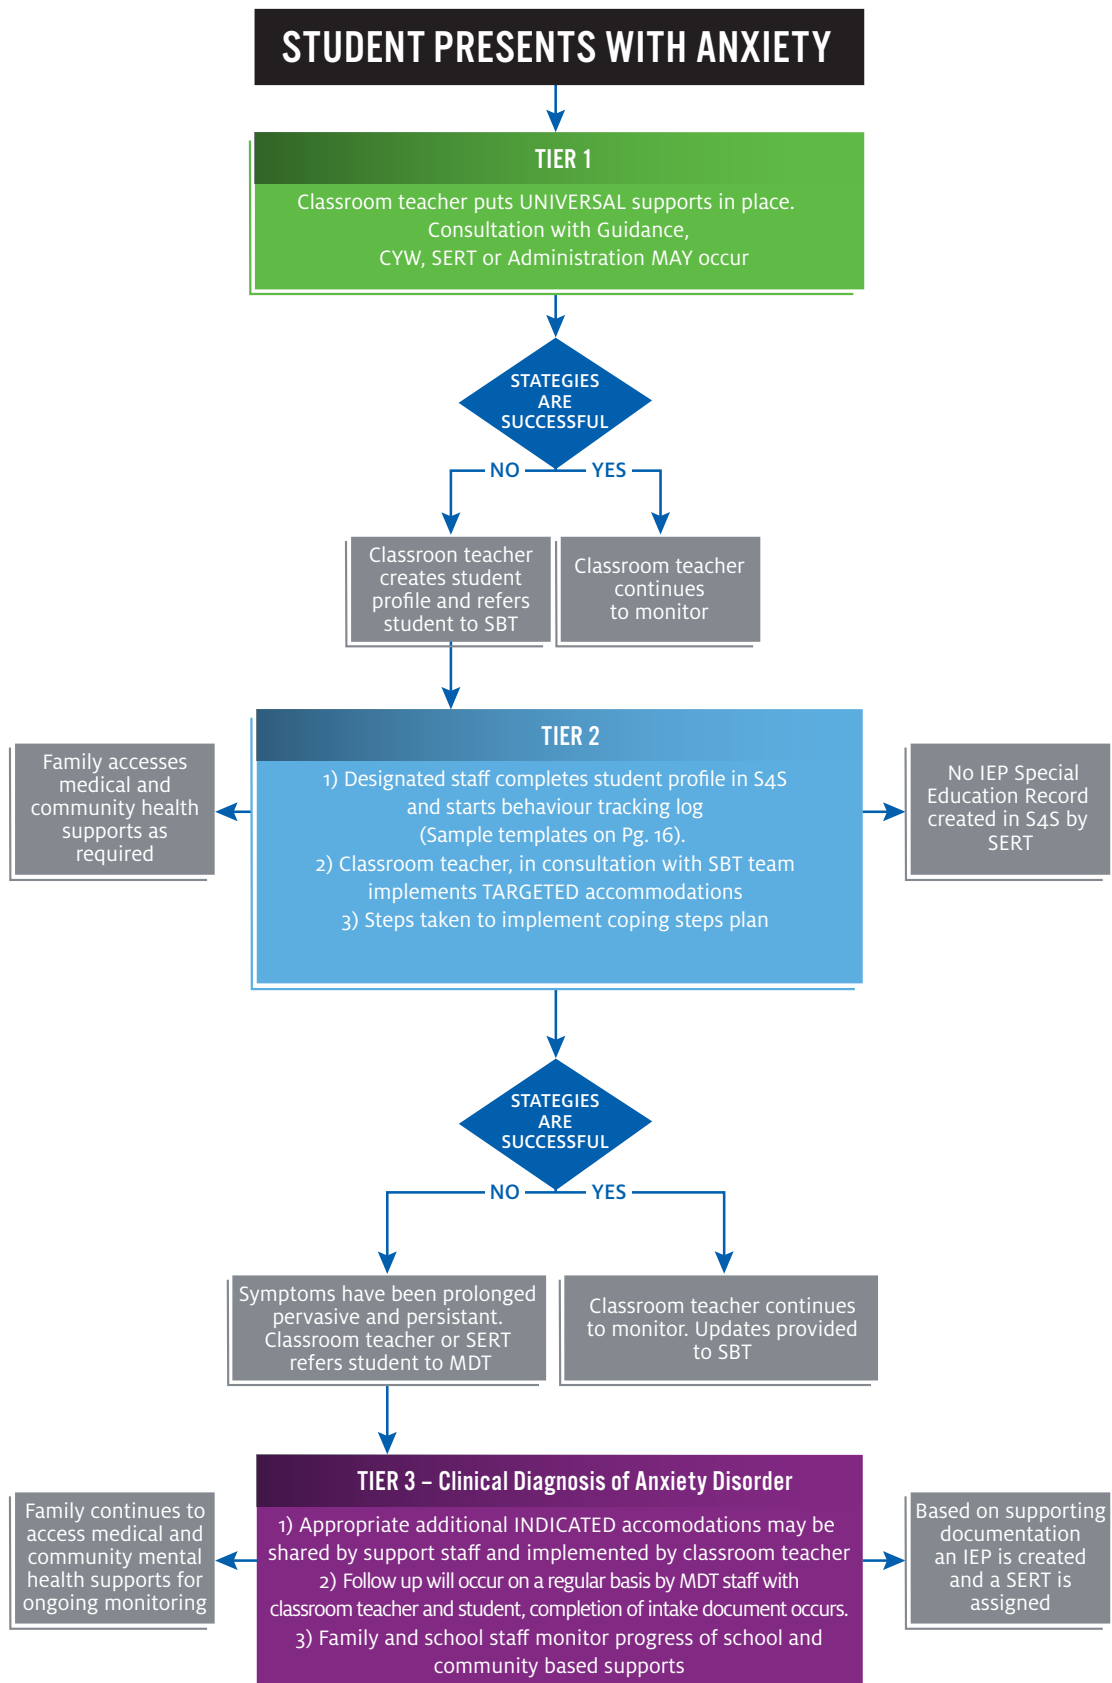 STUDENT PRESENTS WITH ANXIETY
TIER 1
Classroom teacher puts UNIVERSAL supports in place.
Consultation with Guidance,
CYW, SERT or Administration MAY occur
STATEGIES
ARE
SUCCESSFUL
NO
YES
Classroon teacher
creates student
profile and refers
student to SBT
Classroom teacher
continues
to monitor
TIER 2
1) Designated staff completes student profile in S4S
and starts behaviour tracking log
(Sample templates on Pg. 16).
2) Classroom teacher, in consultation with SBT team
implements TARGETED accommodations
3) Steps taken to implement coping steps plan
Family accesses
medical and
community health
supports as
required
No IEP Special
Education Record
created in S4S by
SERT
STATEGIES
ARE
SUCCESSFUL
NO
YES
Symptoms have been prolonged
pervasive and persistant.
Classroom teacher or SERT
refers student to MDT
Classroom teacher continues
to monitor. Updates provided
to SBT
TIER 3 – Clinical Diagnosis of Anxiety Disorder
1) Appropriate additional INDICATED accomodations may be
shared by support staff and implemented by classroom teacher
2) Follow up will occur on a regular basis by MDT staff with
classroom teacher and student, completion of intake document occurs.
3) Family and school staff monitor progress of school and
community based supports
Family continues to
access medical and
community mental
health supports for
ongoing monitoring
Based on supporting
documentation
an IEP is created
and a SERT is
assigned